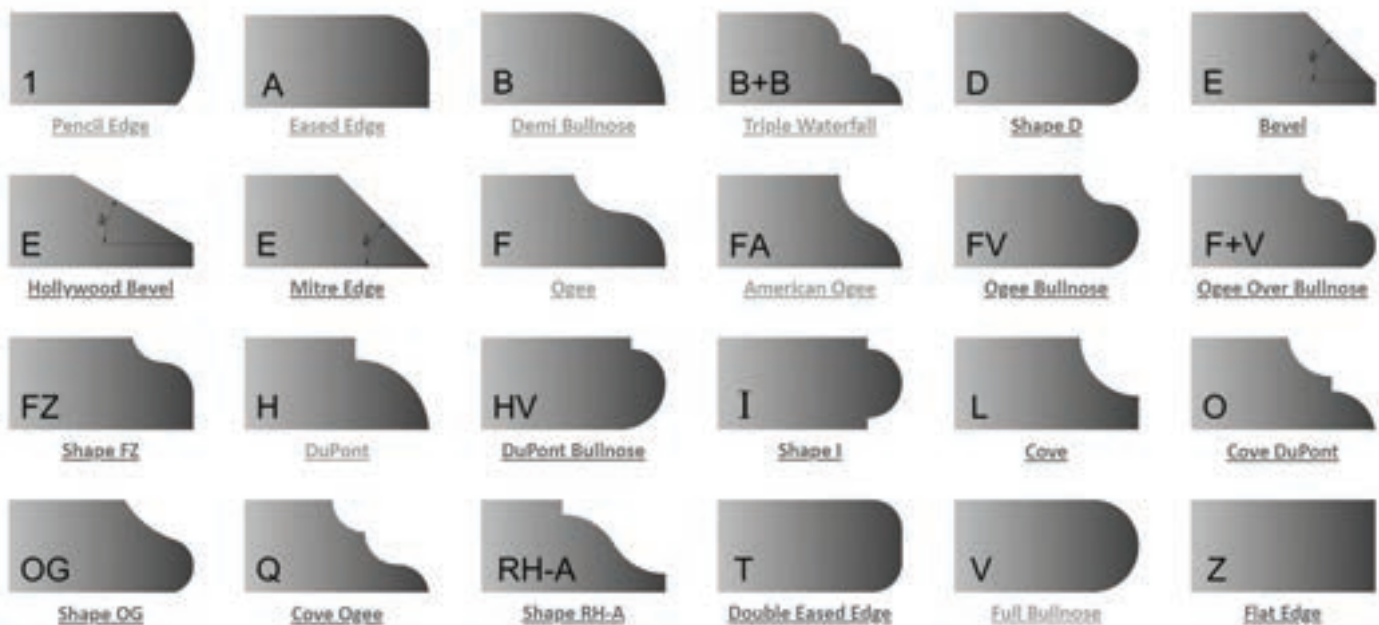 1 A B B+B D E
Pencil Edge Eased Edge Demi Bullnose Triple Waterfall Shape D Bevel
E E F FA FV F+V
Hollywood Bevel Mitre Edge Ogee American Ogee Ogee Bullnose Ogee Over Bullnose
FZ H HV I L O
Shape FZ DuPont DuPont Bullnose Shape I Cove Cove DuPont
OG Q RH-A T V Z
Shape OG Cove Ogee Shape RH-A Double Eased Edge Full Bullnose Flat Edge